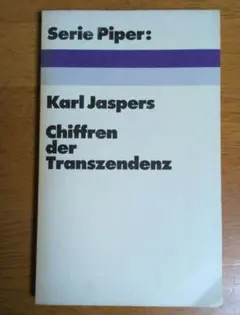 Serie Piper:
Karl Jaspers
Chiffren
der
Transzendenz